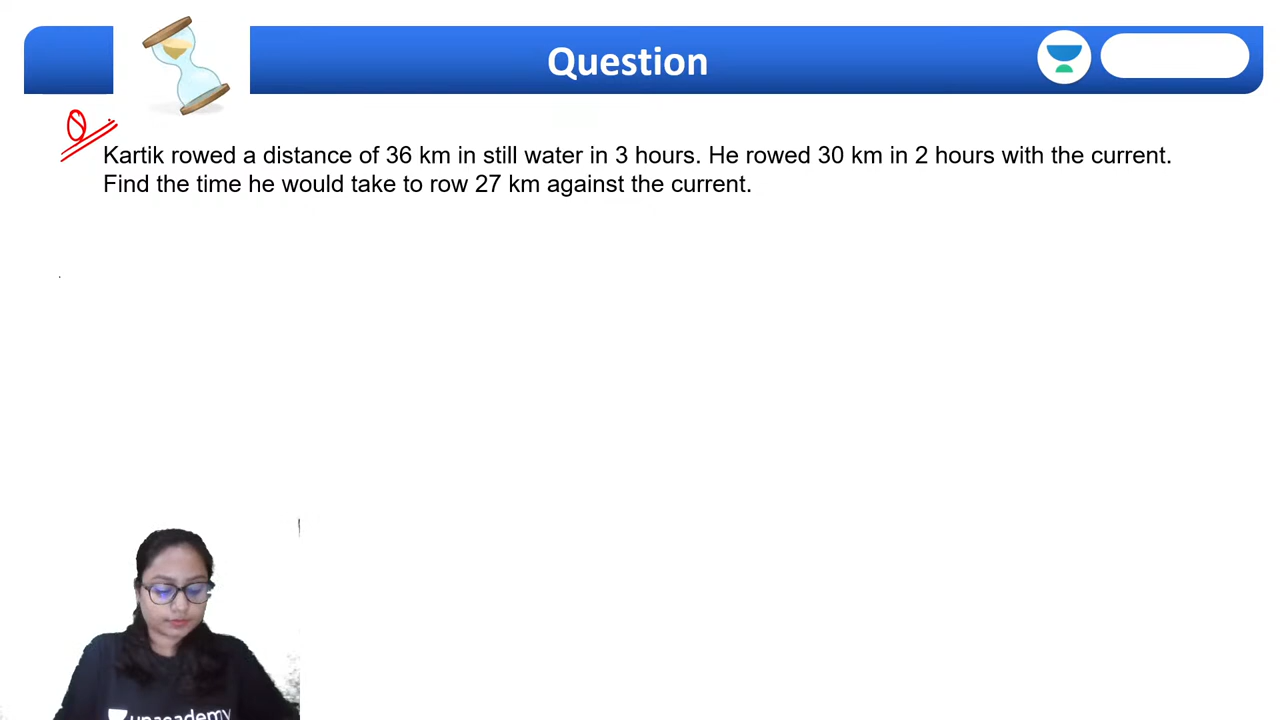 Question
Q
Kartik rowed a distance of 36 km in still water in 3 hours. He rowed 30 km in 2 hours with the current.
Find the time he would take to row 27 km against the current.
unacademy